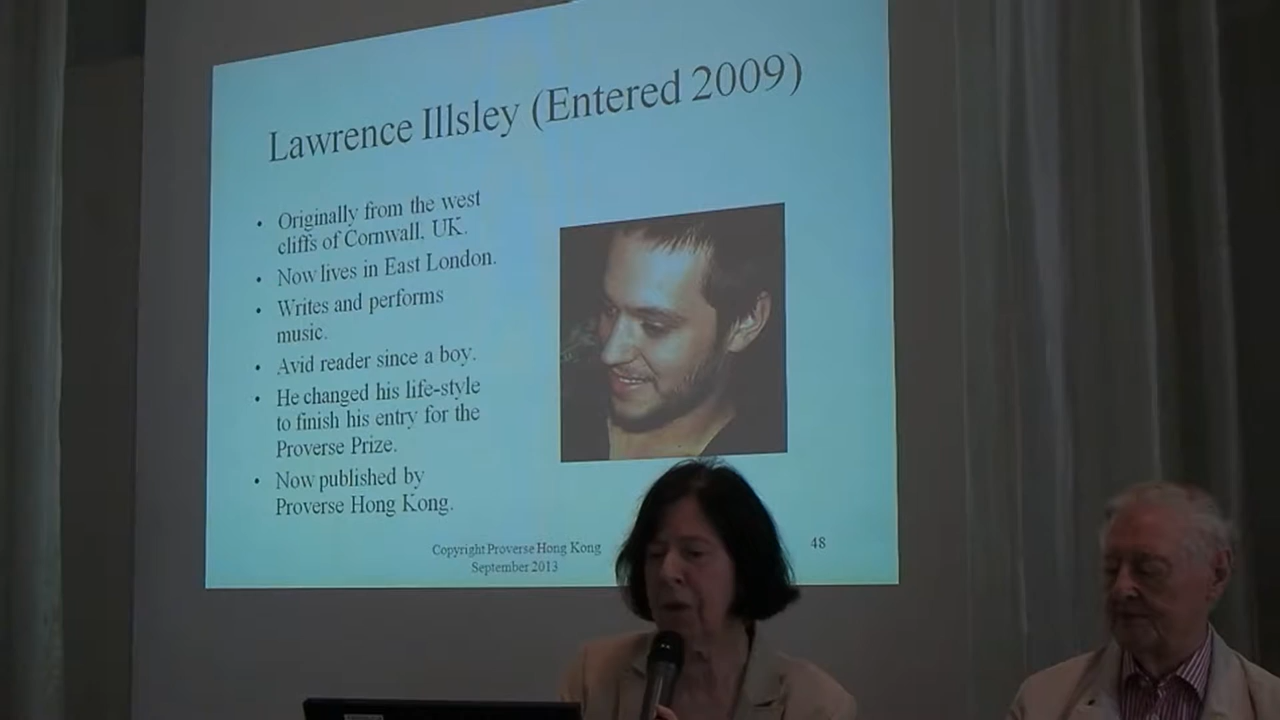 Lawrence Illsley (Entered 2009)
• Originally from the west
cliffs of Cornwall, UK.
• Now lives in East London.
• Writes and performs
music.
• Avid reader since a boy.
• He changed his life-style
to finish his entry for the
Proverse Prize.
• Now published by
Proverse Hong Kong.
Copyright Proverse Hong Kong
September 2013
48